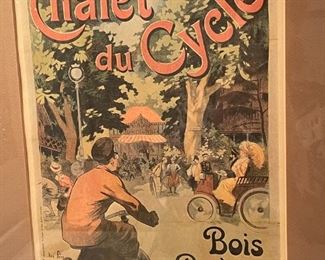 Chalet
du Cycle
Bois